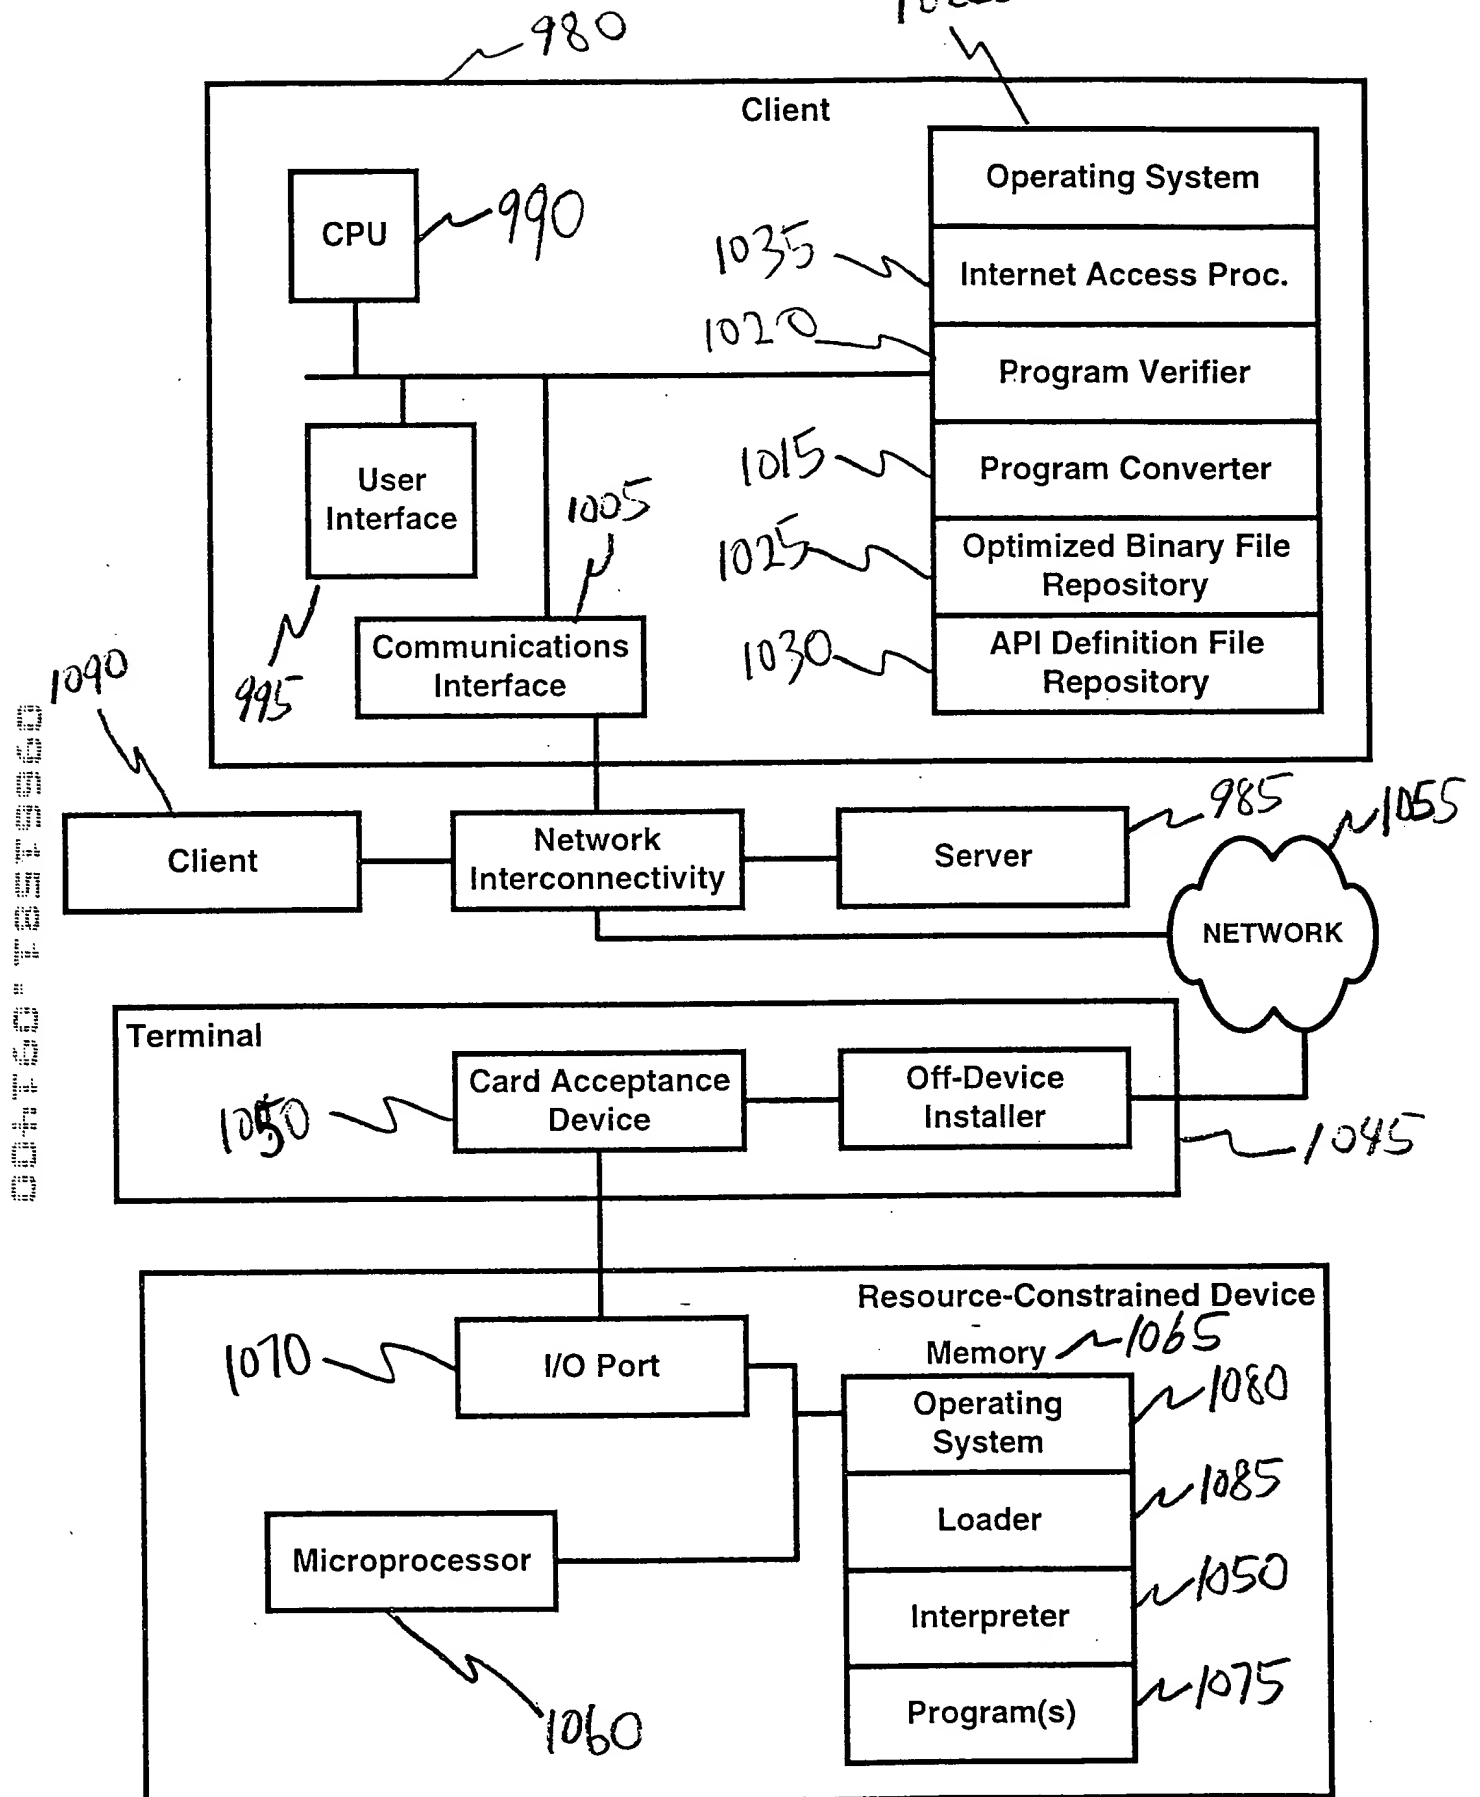 980
Client
Operating System
CPU
990
1035
Internet Access Proc.
1020
Program Verifier
1015
Program Converter
User
Interface
1005
1025
Optimized Binary File
Repository
1030
API Definition File
Repository
Communications
Interface
995
1090
985
1055
Client
Network
Interconnectivity
Server
NETWORK
Terminal
Card Acceptance
Device
Off-Device
Installer
1050
1045
Resource-Constrained Device
1070
I/O Port
Memory
1065
Operating
System
1080
Loader
1085
Microprocessor
Interpreter
1050
Program(s)
1075
1060